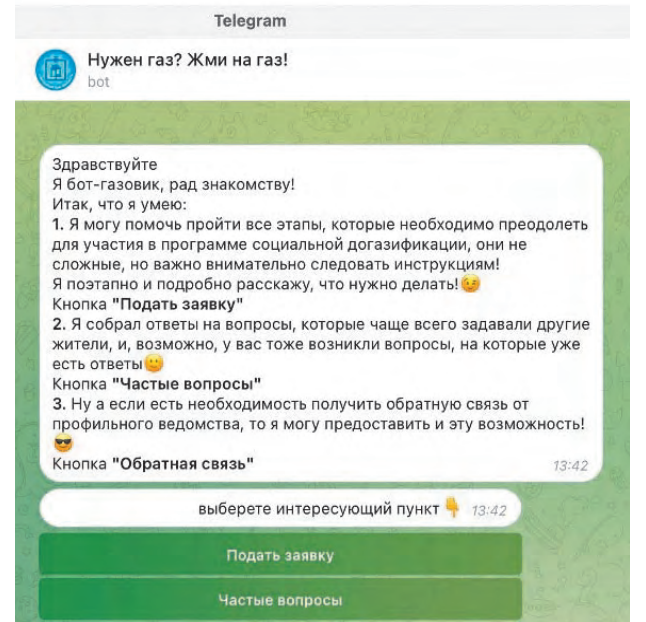 Telegram
Нужен газ? Жми на газ!
bot
Здравствуйте
Я бот-газовик, рад знакомству!
Итак, что я умею:
1. Я могу помочь пройти все этапы, которые необходимо преодолеть
для участия в программе социальной догазификации, они не
сложные, но важно внимательно следовать инструкциям!
Я поэтапно и подробно расскажу, что нужно делать!😉
Кнопка "Подать заявку"
2. Я собрал ответы на вопросы, которые чаще всего задавали другие
жители, и, возможно, у вас тоже возникли вопросы, на которые уже
есть ответы🙂
Кнопка "Частые вопросы"
3. Ну а если есть необходимость получить обратную связь от
профильного ведомства, то я могу предоставить и эту возможность!
😎
Кнопка "Обратная связь" 13:42
выберете интересующий пункт👇 13:42
Подать заявку
Частые вопросы